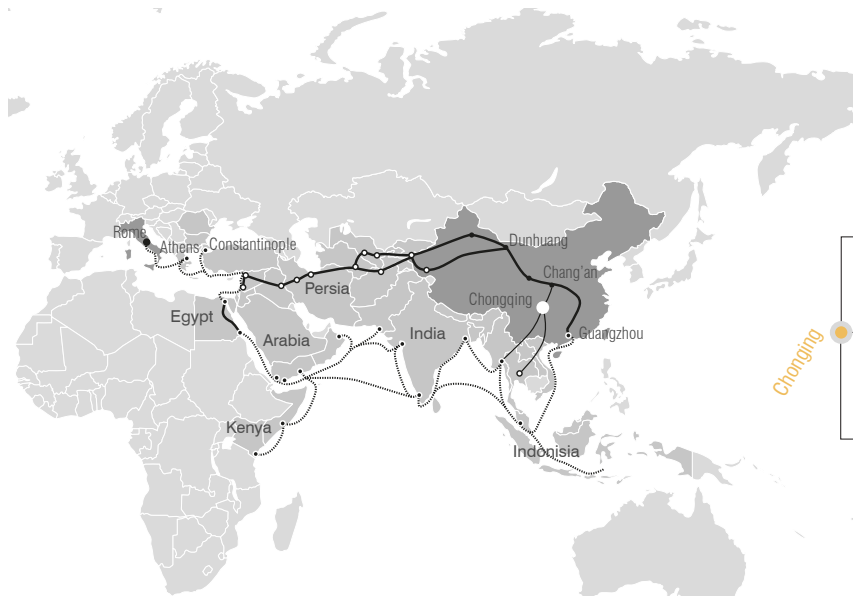 Rome
Athens
Constantinople
Dunhuang
Chang'an
Persia
Chongqing
Egypt
Arabia
India
Guangzhou
Chonging
Kenya
Indonisia